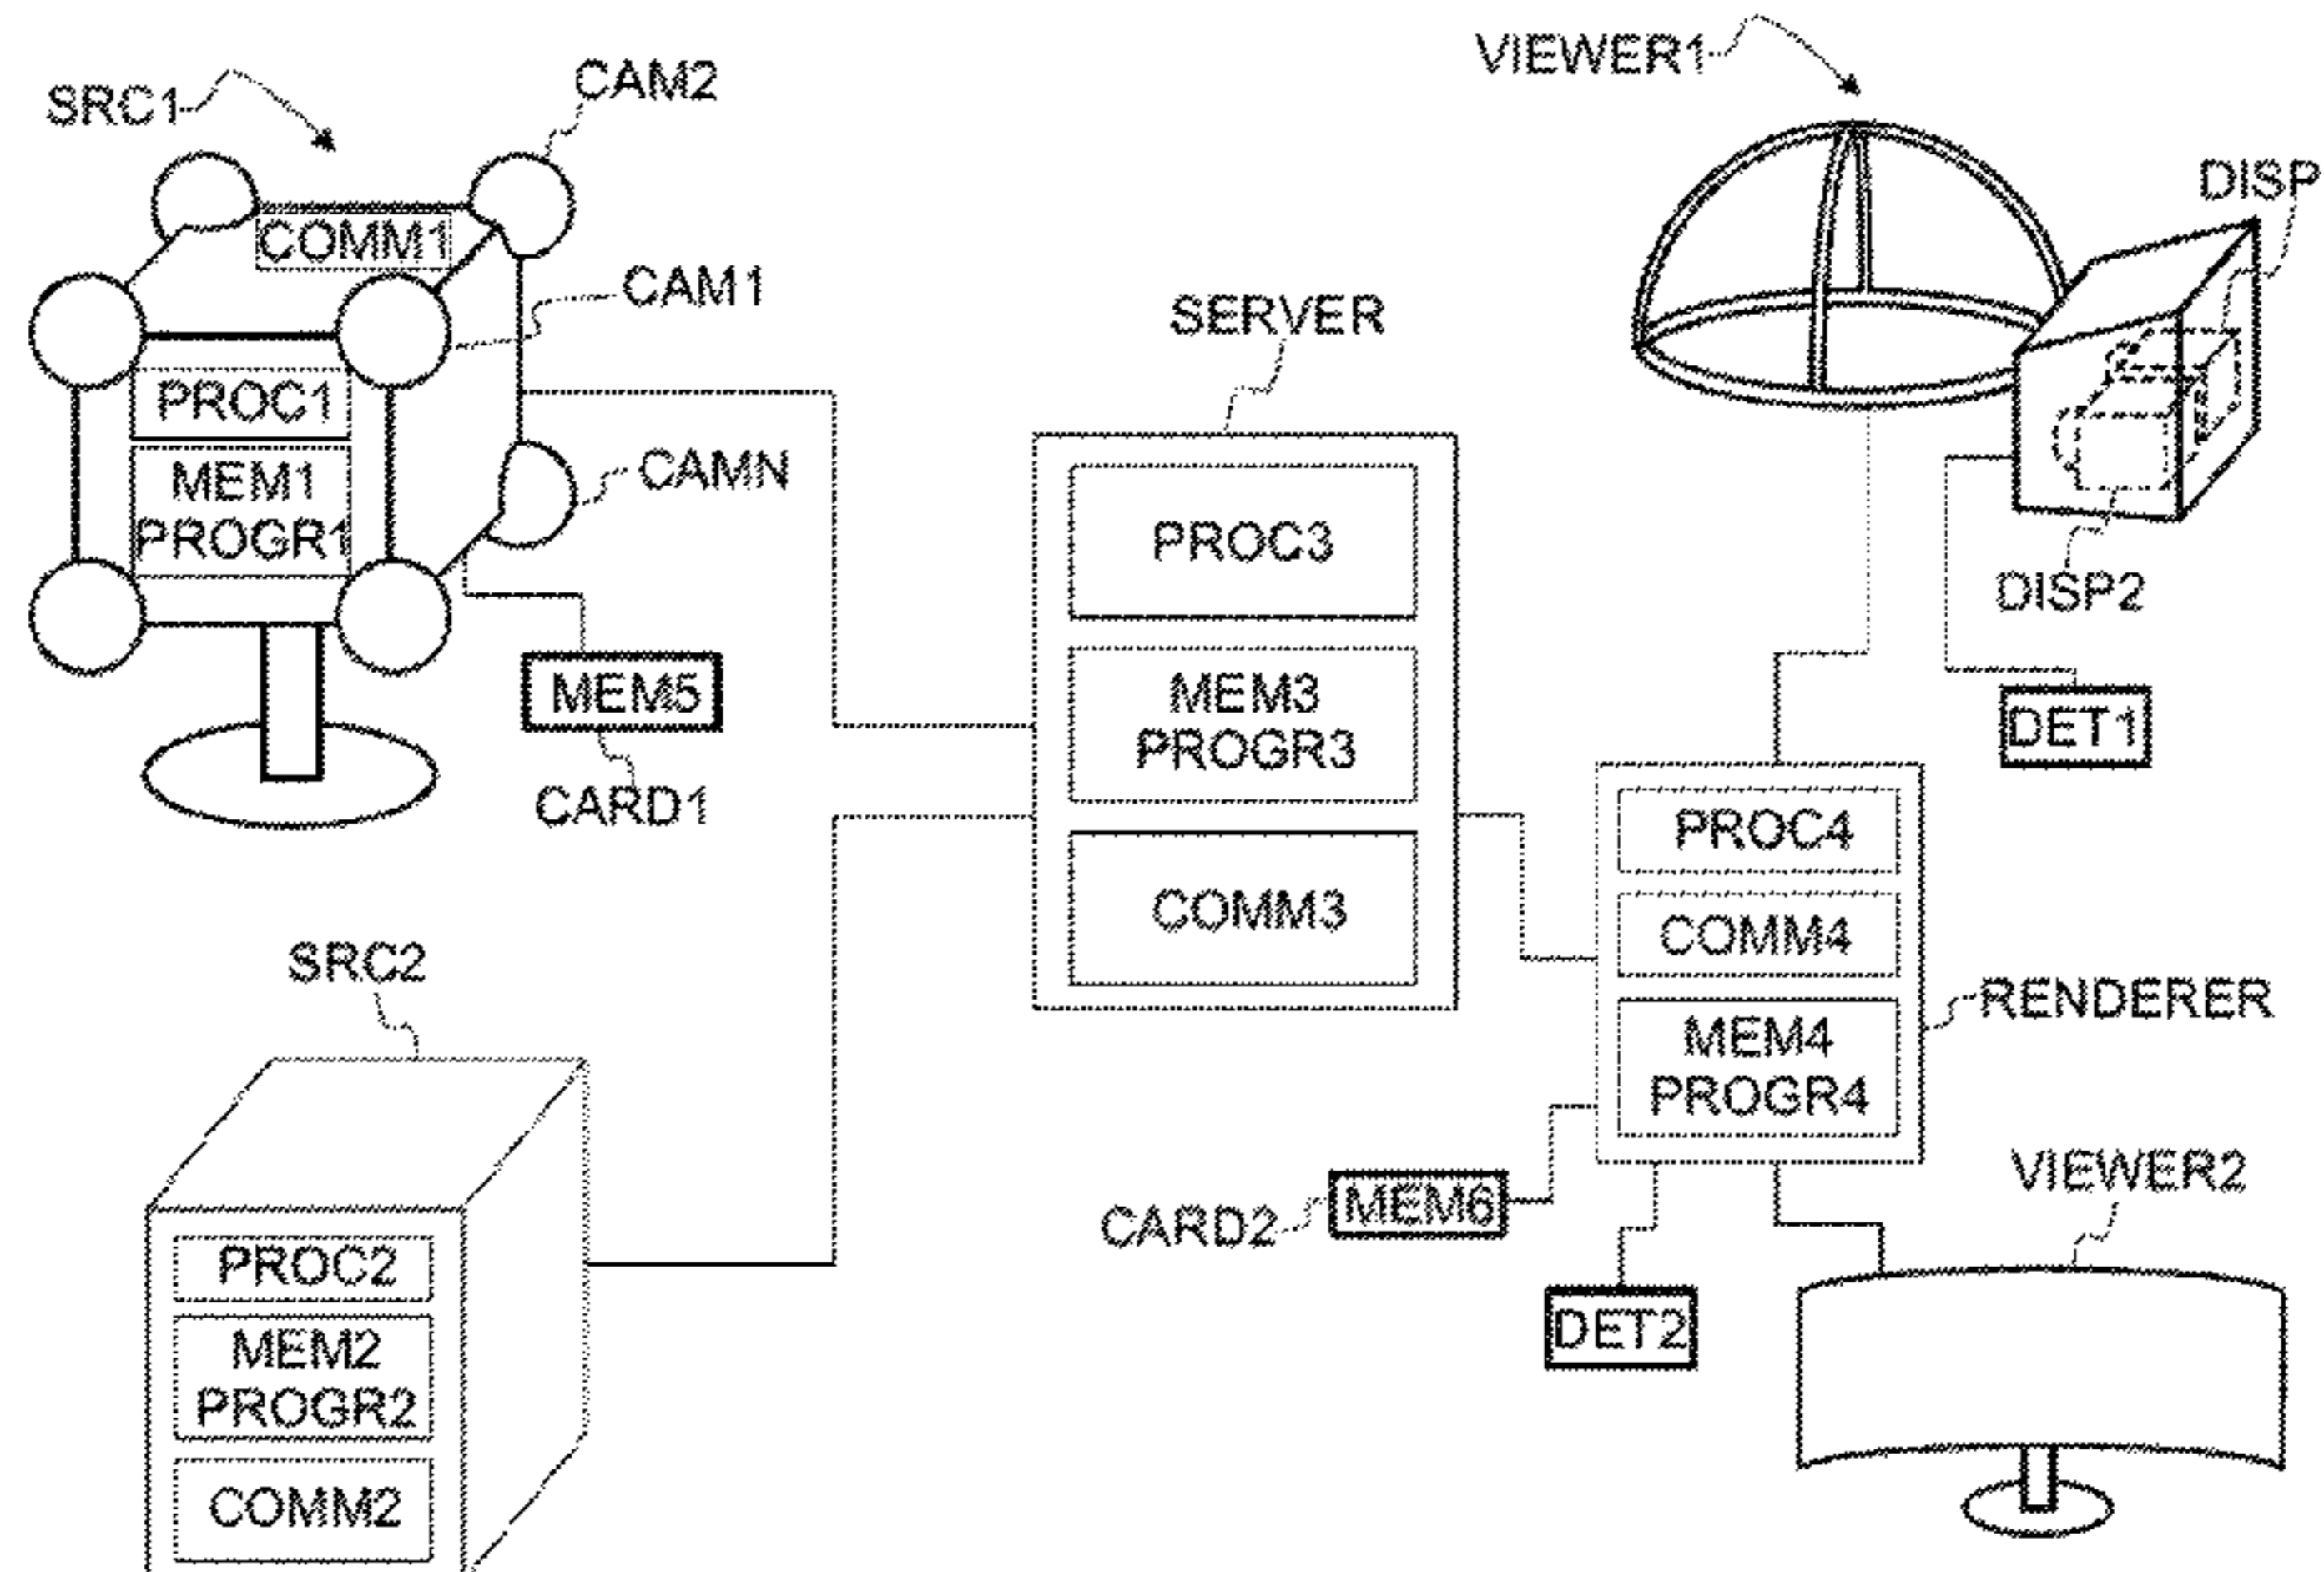 SRC1
CAM2
COMM1
CAM1
PROC1
MEM1
PROGR1
CAMN
MEM5
CARD1
SRC2
PROC2
MEM2
PROGR2
COMM2
SERVER
PROC3
MEM3
PROGR3
COMM3
VIEWER1
DISP
DISP2
DET1
PROC4
COMM4
MEM4
PROGR4
RENDERER
CARD2
MEM6
DET2
VIEWER2